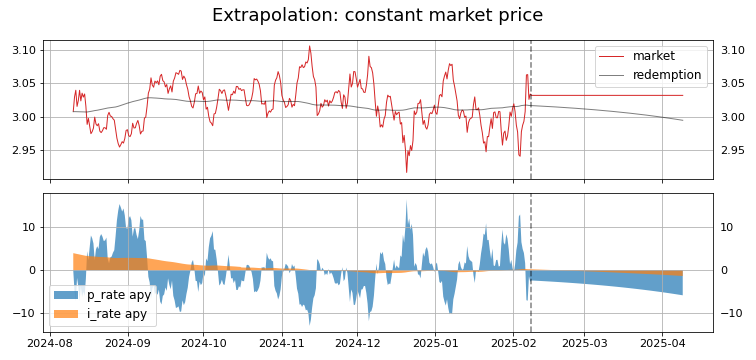 Extrapolation: constant market price
3.10 3.10
market
redemption
3.05 3.05
3.00 3.00
2.95 2.95
10 10
0 0
p_rate apy
i_rate apy
−10 −10
2024-08 2024-09 2024-10 2024-11 2024-12 2025-01 2025-02 2025-03 2025-04